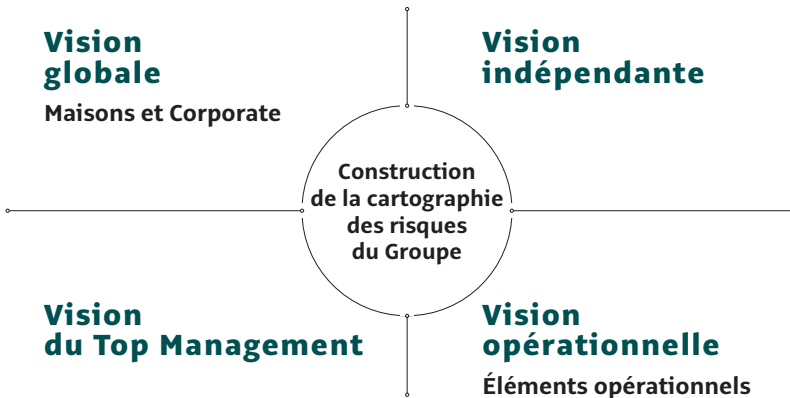 Vision
globale
Maisons et Corporate
Vision
indépendante
Construction
de la cartographie
des risques
du Groupe
Vision
du Top Management
Vision
opérationnelle
Éléments opérationnels